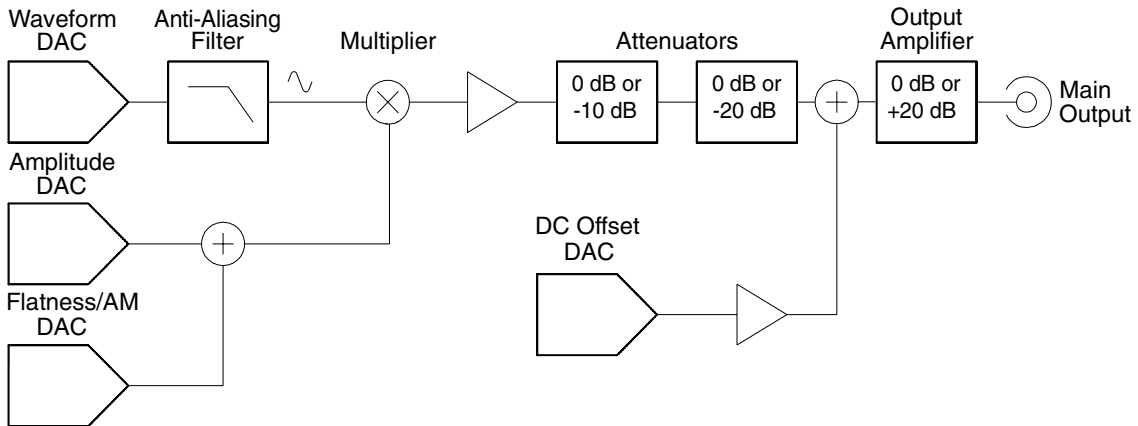 Waveform
DAC
Anti-Aliasing
Filter
Multiplier
Attenuators
Output
Amplifier
0 dB or
-10 dB
0 dB or
-20 dB
0 dB or
+20 dB
Main
Output
Amplitude
DAC
DC Offset
DAC
Flatness/AM
DAC